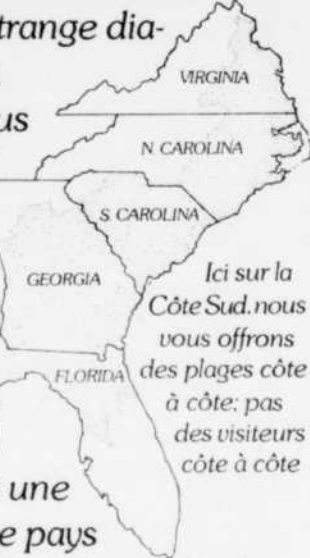 trange dia-
us
VIRGINIA
N. CAROLINA
S. CAROLINA
GEORGIA
FLORIDA
Ici sur la
Côte Sud. nous
vous offrons
des plages côte
à côte: pas
des visiteurs
côte à côte
une
e pays